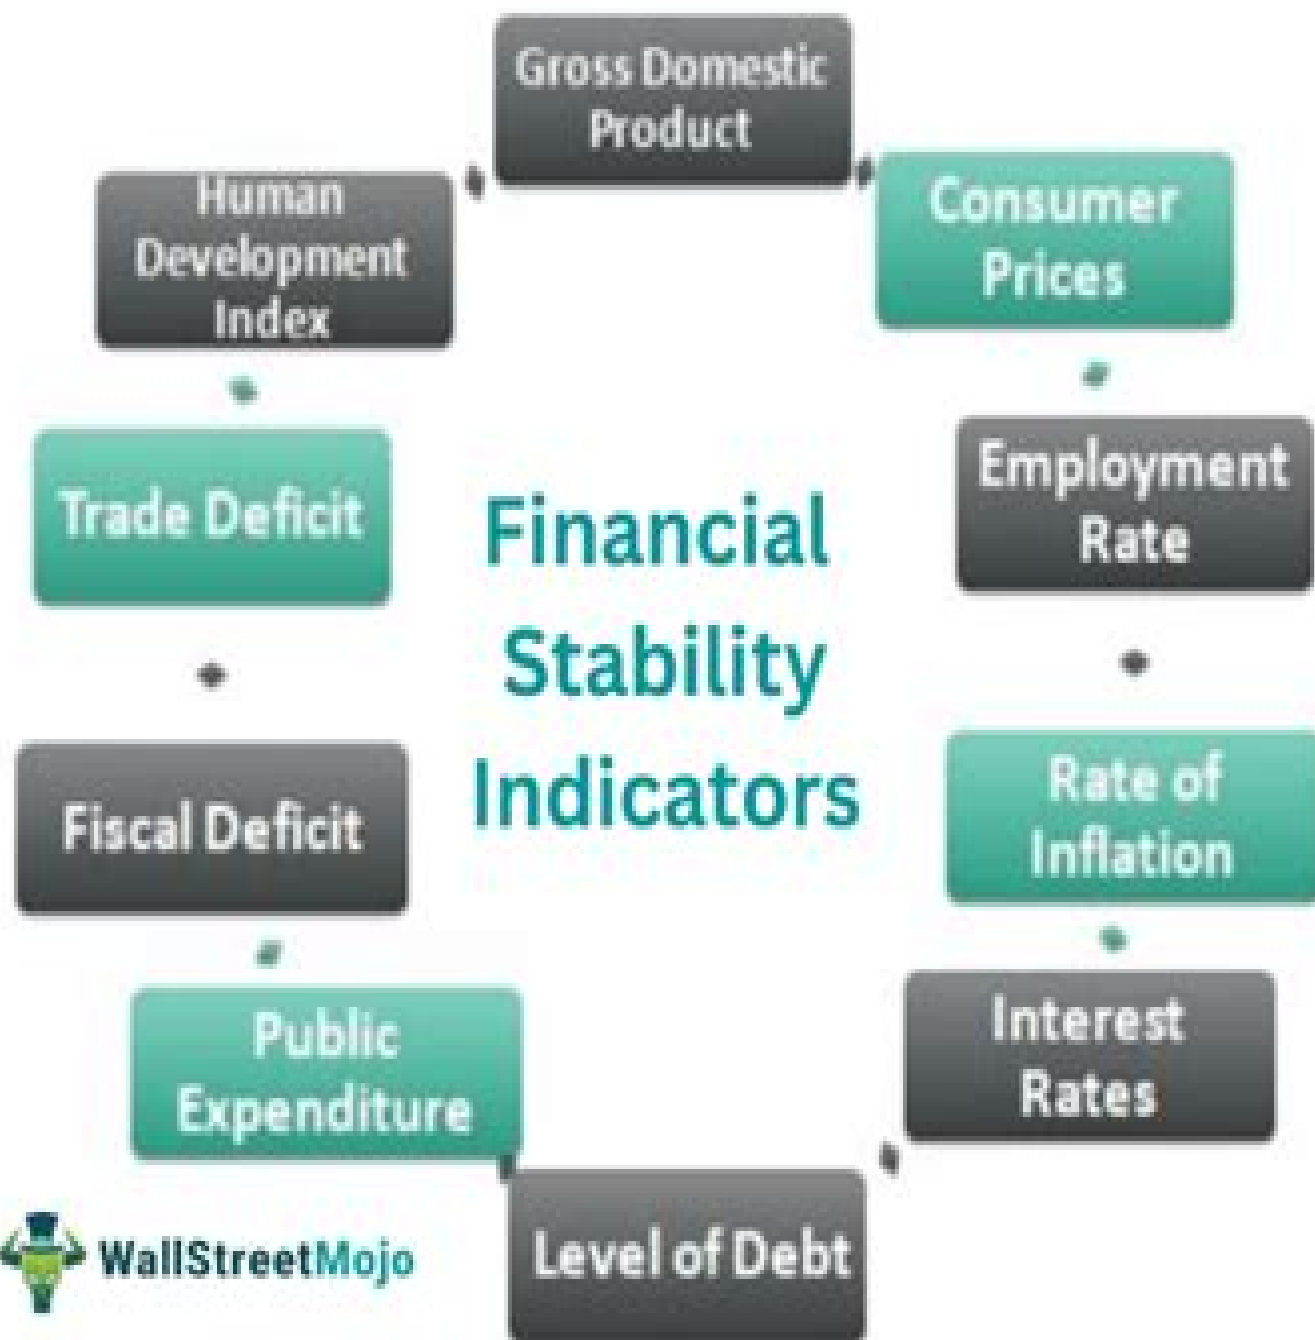 Gross Domestic
Product
Consumer
Prices
Employment
Rate
Rate of
Inflation
Interest
Rates
Level of Debt
Public
Expenditure
Fiscal Deficit
Trade Deficit
Human
Development
Index
Financial
Stability
Indicators
WallStreetMojo